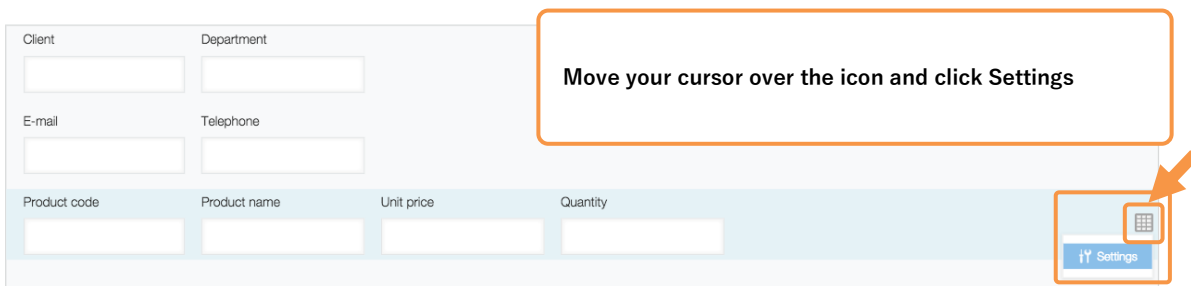 Client Department
Move your cursor over the icon and click Settings
E-mail Telephone
Product code Product name Unit price Quantity
Settings